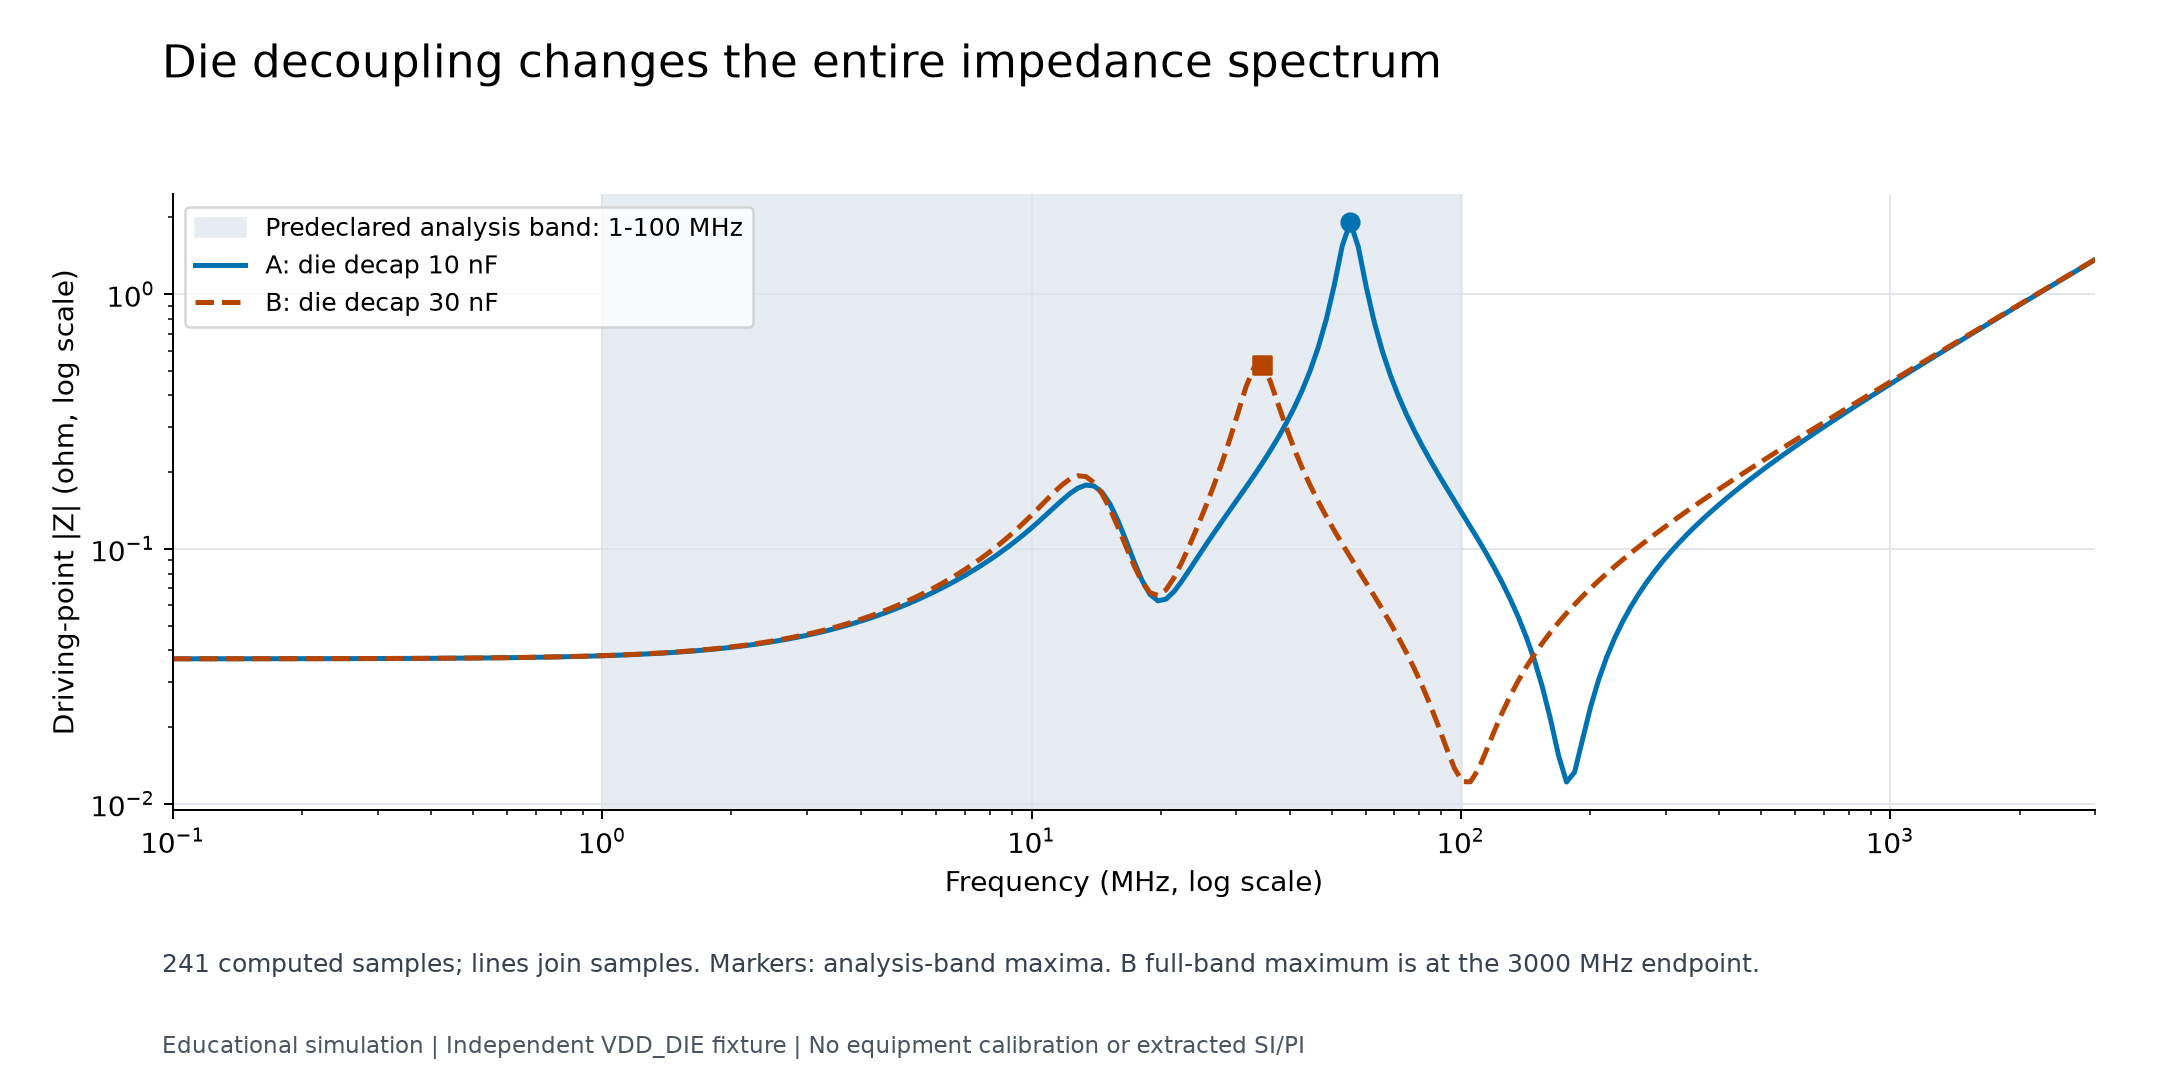 Die decoupling changes the entire impedance spectrum
Predeclared analysis band: 1-100 MHz
A: die decap 10 nF
B: die decap 30 nF
Driving-point |Z| (ohm, log scale)
10⁰
10⁻¹
10⁻²
10⁻¹ 10⁰ 10¹ 10² 10³
Frequency (MHz, log scale)
241 computed samples; lines join samples. Markers: analysis-band maxima. B full-band maximum is at the 3000 MHz endpoint.
Educational simulation | Independent VDD_DIE fixture | No equipment calibration or extracted SI/PI